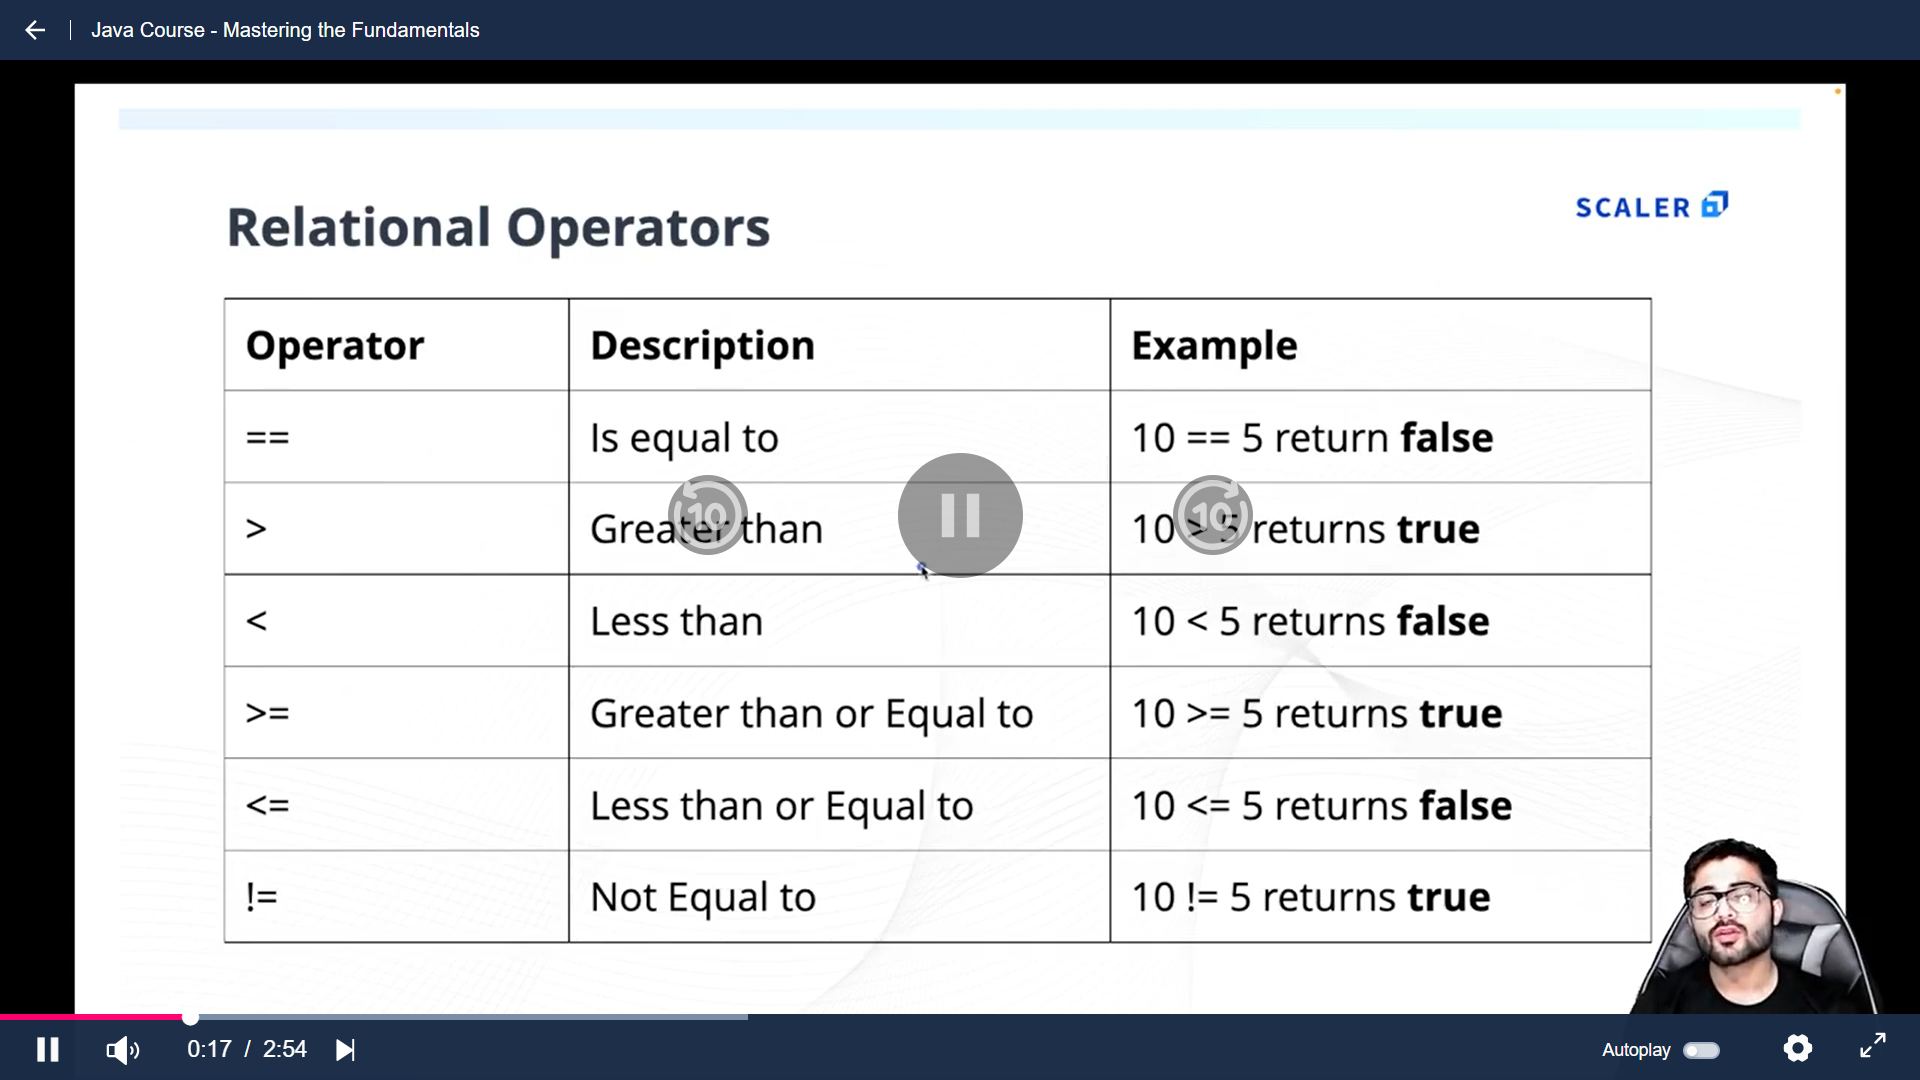 Java Course - Mastering the Fundamentals
Relational Operators
SCALER
Operator Description Example
== Is equal to 10 == 5 return false
> Greater than 10 > 5 returns true
< Less than 10 < 5 returns false
>= Greater than or Equal to 10 >= 5 returns true
<= Less than or Equal to 10 <= 5 returns false
!= Not Equal to 10 != 5 returns true
10 10
0:17 / 2:54 Autoplay